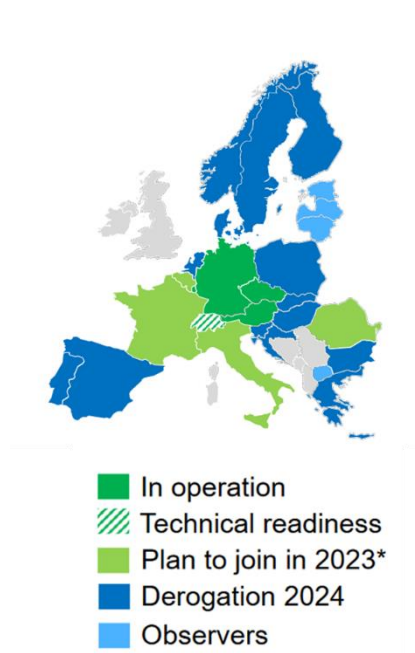 In operation
Technical readiness
Plan to join in 2023*
Derogation 2024
Observers